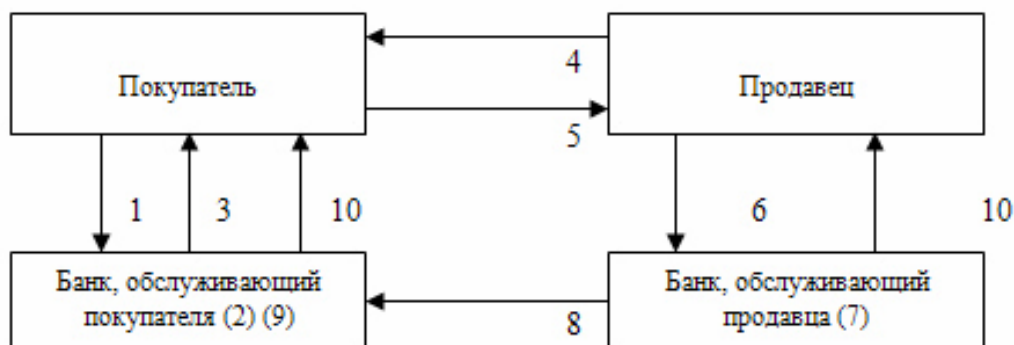 4
Покупатель
Продавец
5
1
3
10
6
10
Банк, обслуживающий
покупателя (2) (9)
Банк, обслуживающий
продавца (7)
8